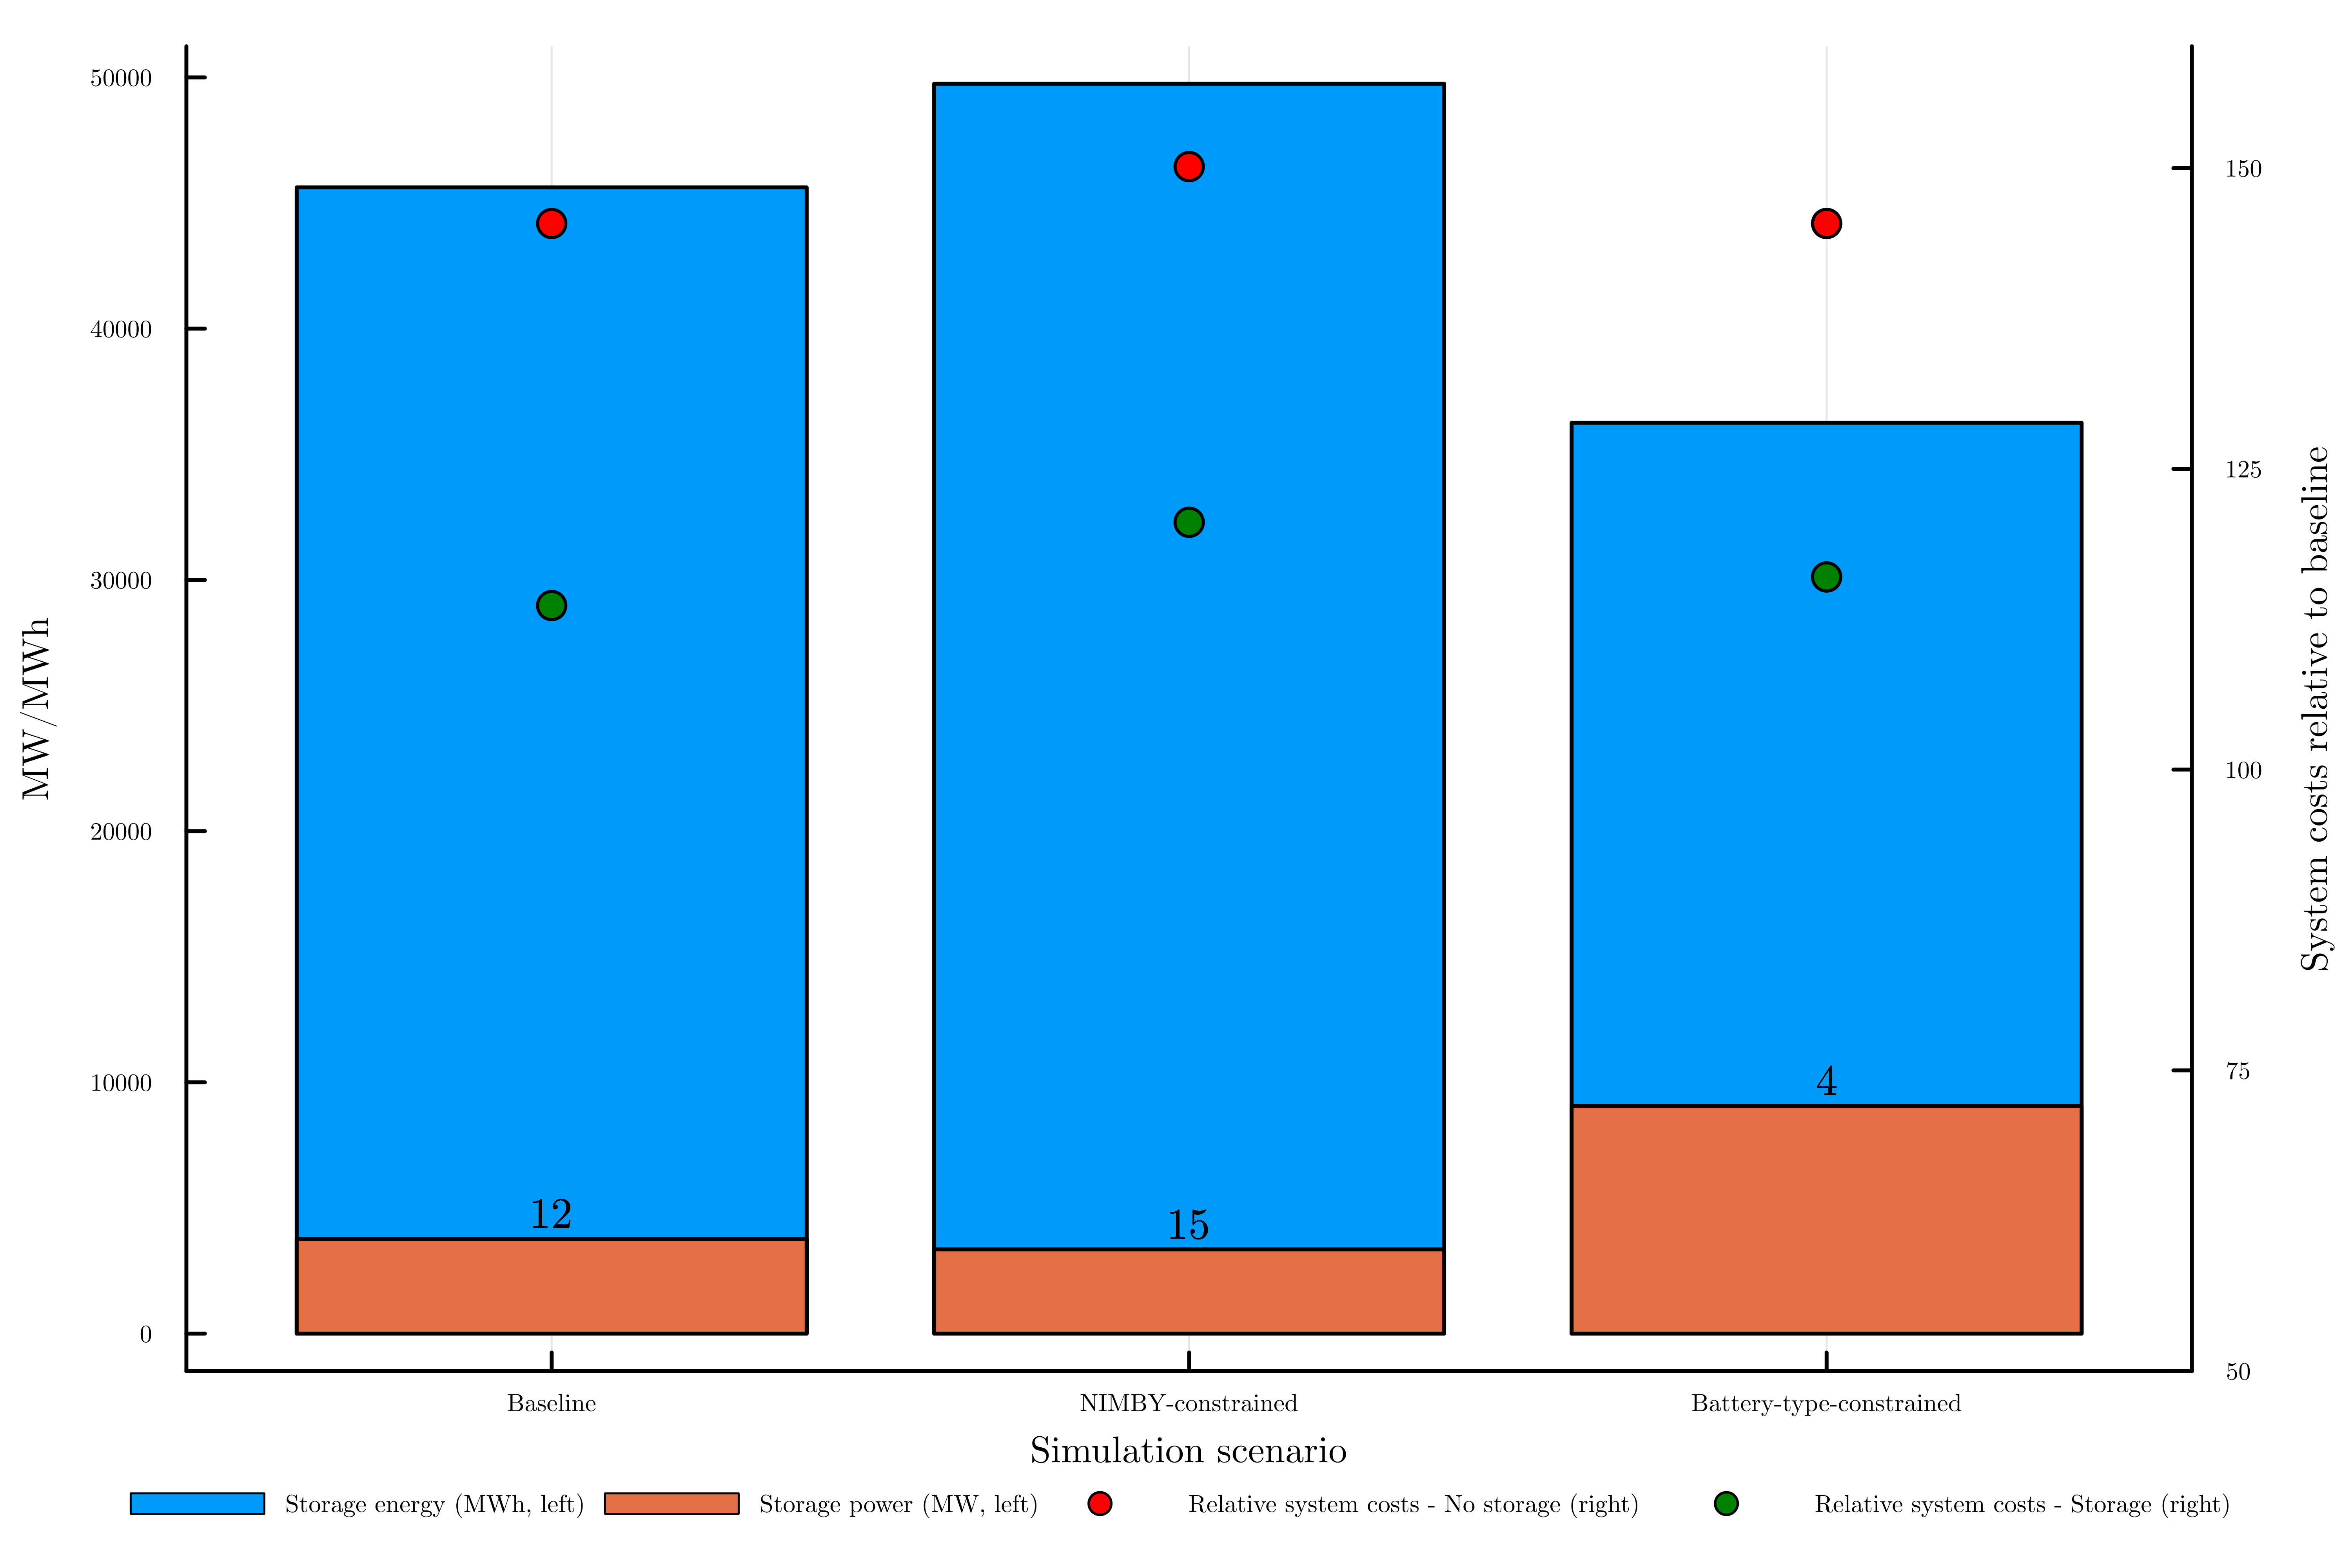 50000
40000
30000
20000
10000
0
MW/MWh
150
125
100
75
50
System costs relative to baseline
12
15
4
Baseline
NIMBY-constrained
Battery-type-constrained
Simulation scenario
Storage energy (MWh, left)
Storage power (MW, left)
Relative system costs - No storage (right)
Relative system costs - Storage (right)